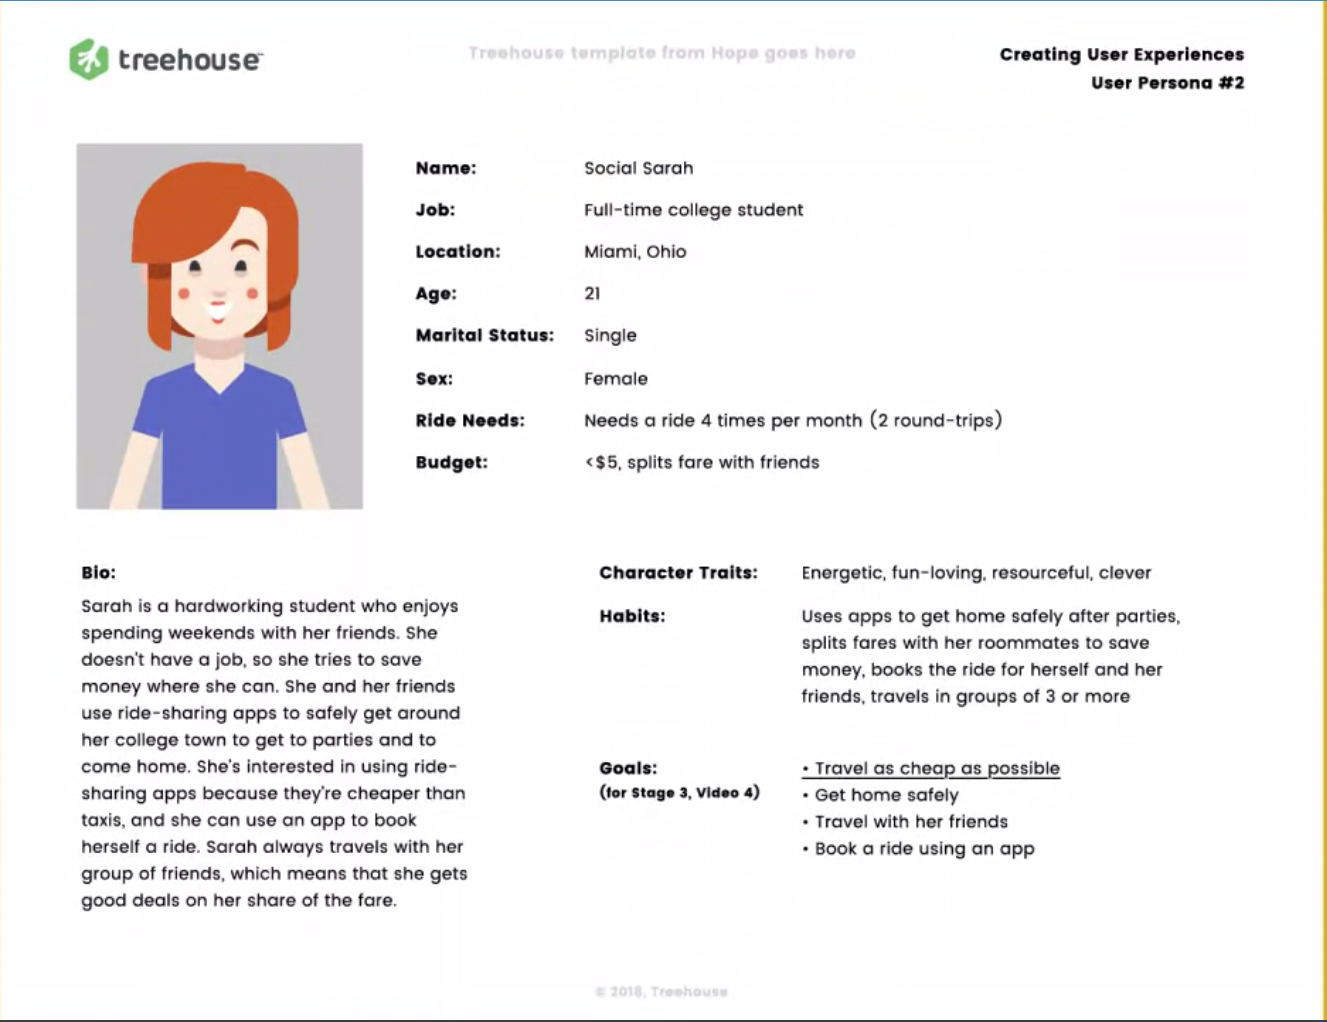 treehouse™
Treehouse template from Hope goes here
Creating User Experiences
User Persona #2
Name: Social Sarah
Job: Full-time college student
Location: Miami, Ohio
Age: 21
Marital Status: Single
Sex: Female
Ride Needs: Needs a ride 4 times per month (2 round-trips)
Budget: <$5, splits fare with friends
Bio:
Sarah is a hardworking student who enjoys
spending weekends with her friends. She
doesn't have a job, so she tries to save
money where she can. She and her friends
use ride-sharing apps to safely get around
her college town to get to parties and to
come home. She's interested in using ride-
sharing apps because they're cheaper than
taxis, and she can use an app to book
herself a ride. Sarah always travels with her
group of friends, which means that she gets
good deals on her share of the fare.
Character Traits: Energetic, fun-loving, resourceful, clever
Habits: Uses apps to get home safely after parties,
splits fares with her roommates to save
money, books the ride for herself and her
friends, travels in groups of 3 or more
Goals: • Travel as cheap as possible
(for Stage 3, Video 4) • Get home safely
• Travel with her friends
• Book a ride using an app
© 2018, Treehouse